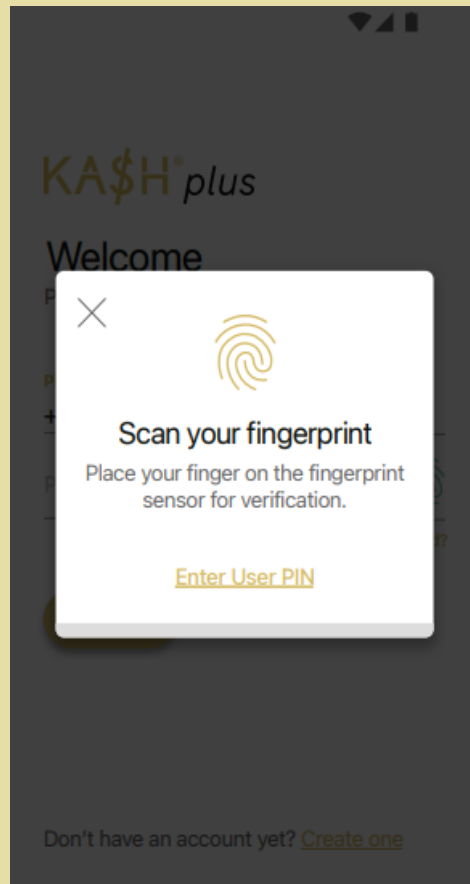 KA$H® plus
Welcome
P
P
+
P
d?
Scan your fingerprint
Place your finger on the fingerprint
sensor for verification.
Enter User PIN
Don't have an account yet? Create one